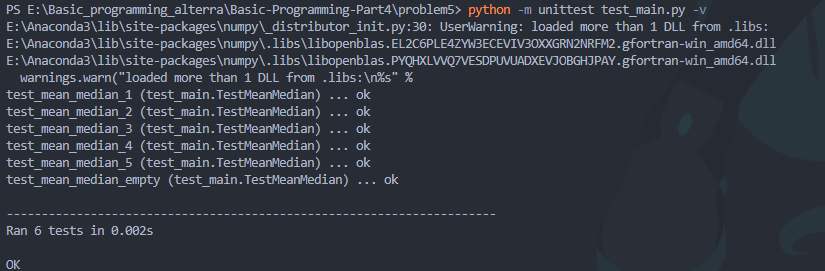 PS E:\Basic_programming_alterra\Basic-Programming-Part4\problem5> python -m unittest test_main.py -v
E:\Anaconda3\lib\site-packages\numpy\_distributor_init.py:30: UserWarning: loaded more than 1 DLL from .libs:
E:\Anaconda3\lib\site-packages\numpy\.libs\libopenblas.EL2C6PLE4ZYW3ECEVIV3OXXGRN2NRFM2.gfortran-win_amd64.dll
E:\Anaconda3\lib\site-packages\numpy\.libs\libopenblas.PYQHXLVVQ7VESDPUVUADXEVJOBGHJPAY.gfortran-win_amd64.dll
  warnings.warn("loaded more than 1 DLL from .libs:\n%s" %
test_mean_median_1 (test_main.TestMeanMedian) ... ok
test_mean_median_2 (test_main.TestMeanMedian) ... ok
test_mean_median_3 (test_main.TestMeanMedian) ... ok
test_mean_median_4 (test_main.TestMeanMedian) ... ok
test_mean_median_5 (test_main.TestMeanMedian) ... ok
test_mean_median_empty (test_main.TestMeanMedian) ... ok
----------------------------------------------------------------------
Ran 6 tests in 0.002s
OK